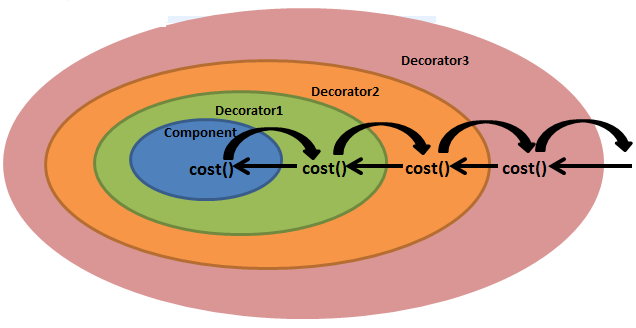 Decorator3
Decorator2
Decorator1
Component
cost() cost() cost() cost()